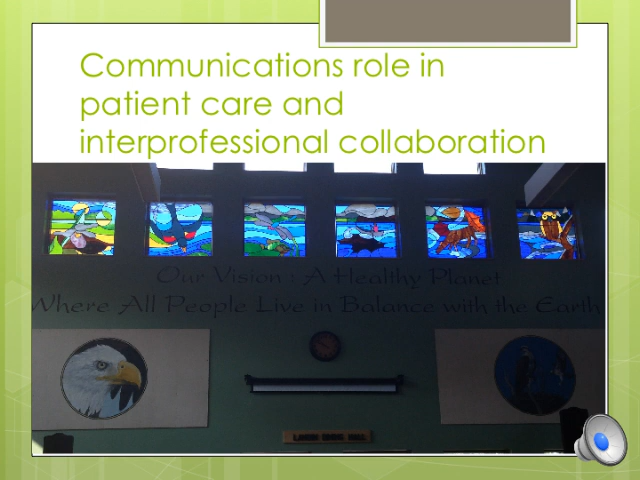 Communications role in
patient care and
interprofessional collaboration
Our Vision : A Healthy Planet
Where All People Live in Balance with the Earth
HALL